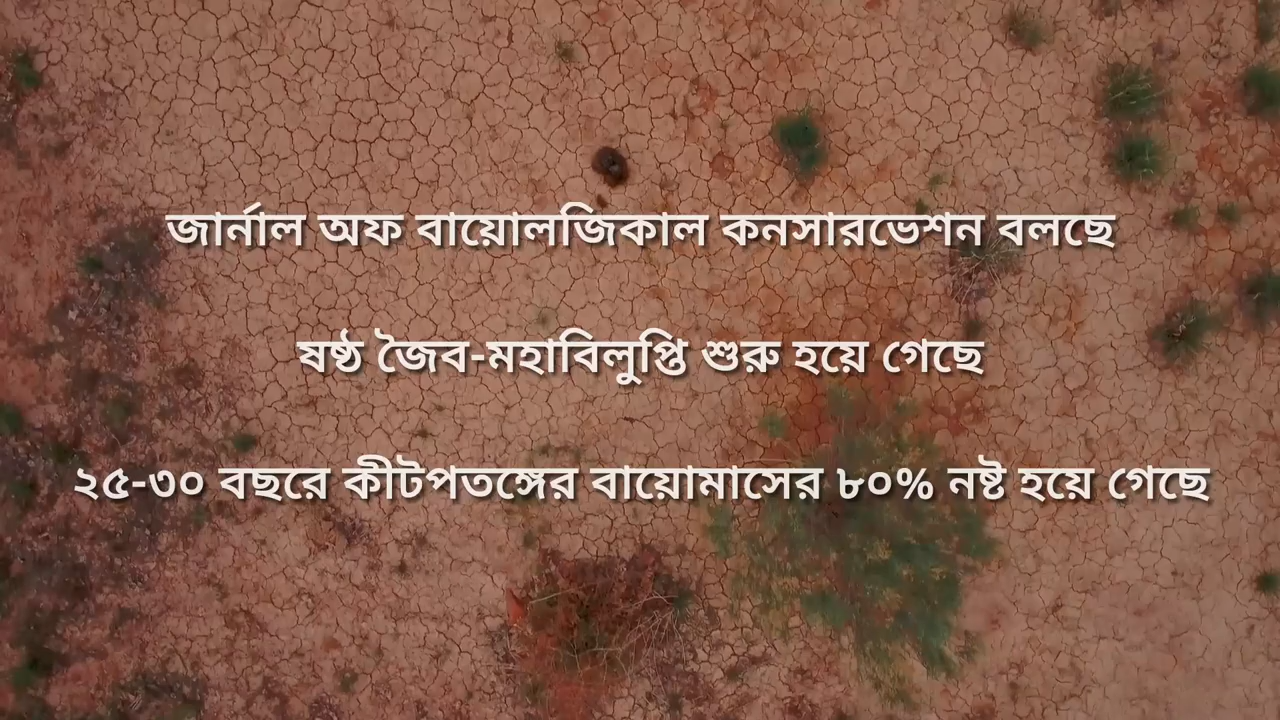 জার্নাল অফ বায়োলজিকাল কনসারভেশন বলছে
ষষ্ঠ জৈব-মহাবিলুপ্তি শুরু হয়ে গেছে
২৫-৩০ বছরে কীটপতঙ্গের বায়োমাসের ৮০% নষ্ট হয়ে গেছে